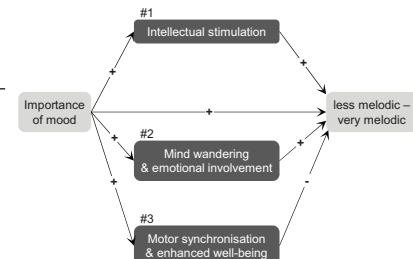 #1
Intellectual stimulation
+
+
Importance
of mood
+
less melodic –
very melodic
#2
+
+
Mind wandering
& emotional involvement
+
-
#3
Motor synchronisation
& enhanced well-being